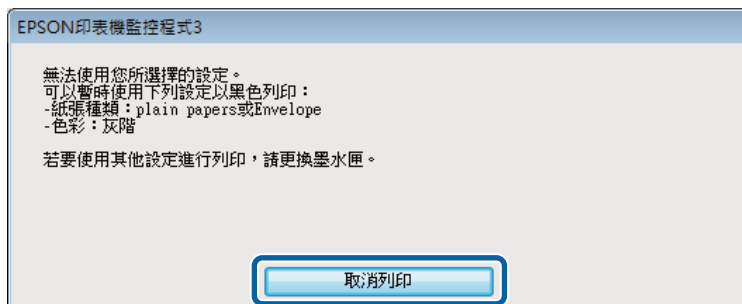 EPSON印表機監控程式3
無法使用您所選擇的設定。
可以暫時使用下列設定以黑色列印：
-紙張種類：plain papers或Envelope
-色彩：灰階
若要使用其他設定進行列印，請更換墨水匣。
取消列印